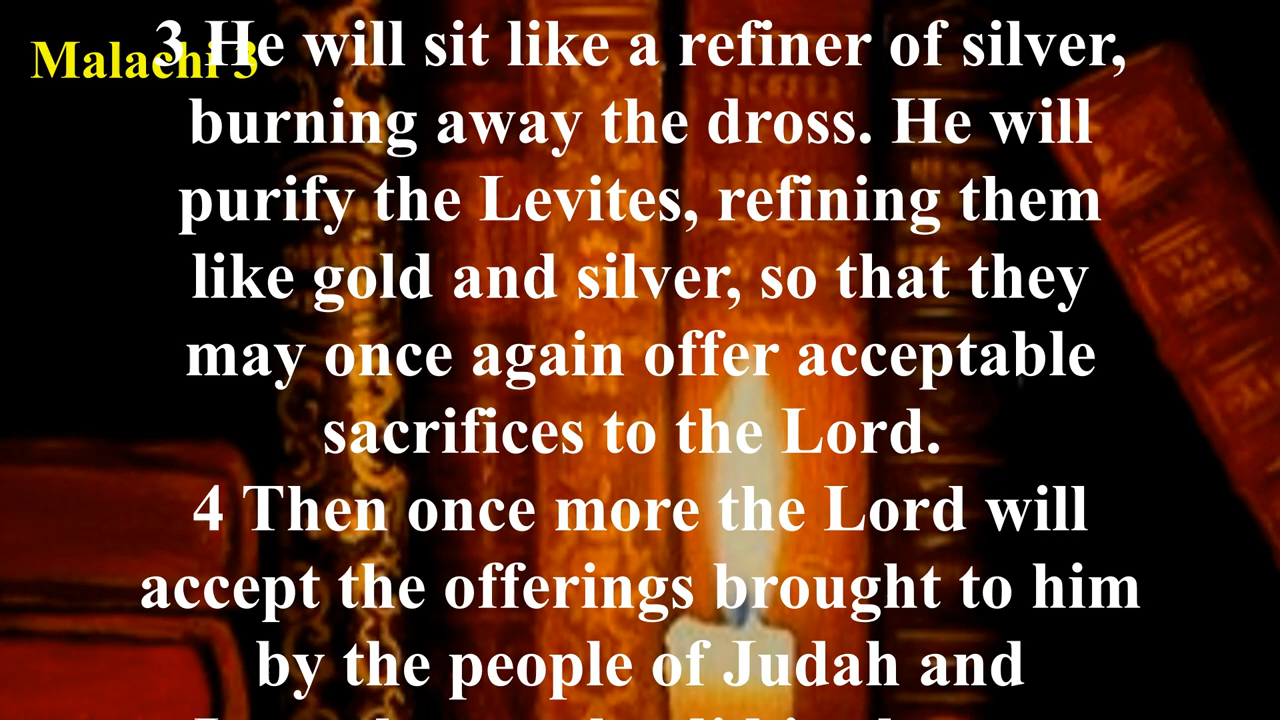 Malachi 3
3 He will sit like a refiner of silver,
burning away the dross. He will
purify the Levites, refining them
like gold and silver, so that they
may once again offer acceptable
sacrifices to the Lord.
4 Then once more the Lord will
accept the offerings brought to him
by the people of Judah and